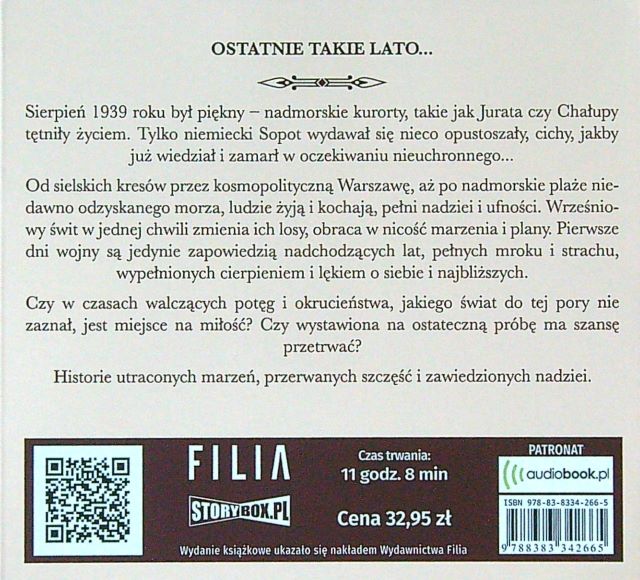 OSTATNIE TAKIE LATO...
Sierpień 1939 roku był piękny – nadmorskie kurorty, takie jak Jurata czy Chałupy
tętniły życiem. Tylko niemiecki Sopot wydawał się nieco opustoszały, cichy, jakby
już wiedział i zamarł w oczekiwaniu nieuchronnego...
Od sielskich kresów przez kosmopolityczną Warszawę, aż po nadmorskie plaże nie-
dawno odzyskanego morza, ludzie żyją i kochają, pełni nadziei i ufności. Wrześnio-
wy świt w jednej chwili zmienia ich losy, obraca w nicość marzenia i plany. Pierwsze
dni wojny są jedynie zapowiedzią nadchodzących lat, pełnych mroku i strachu,
wypełnionych cierpieniem i lękiem o siebie i najbliższych.
Czy w czasach walczących potęg i okrucieństwa, jakiego świat do tej pory nie
zaznał, jest miejsce na miłość? Czy wystawiona na ostateczną próbę ma szansę
przetrwać?
Historie utraconych marzeń, przerwanych szczęść i zawiedzionych nadziei.
FILIA
STORYBOX.PL
Czas trwania:
11 godz. 8 min
Cena 32,95 zł
Wydanie książkowe ukazało się nakładem Wydawnictwa Filia
PATRONAT
audiobook.pl
ISBN 978-83-8334-266-5
9 788383 342665